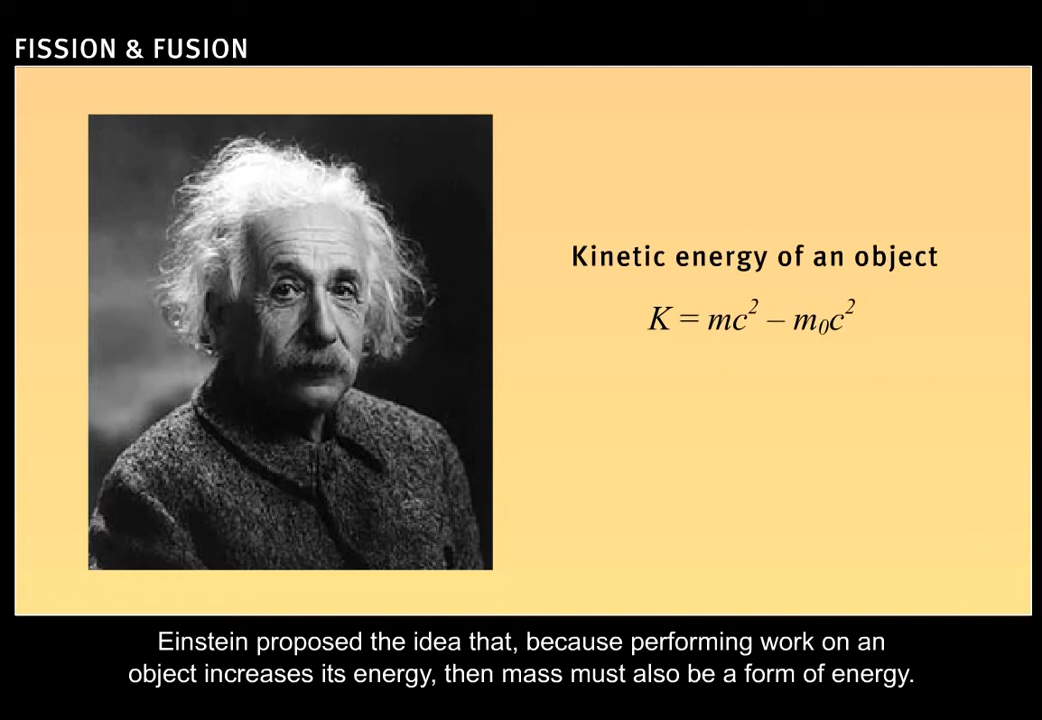 FISSION & FUSION
Kinetic energy of an object
K = mc² – m₀c²
Einstein proposed the idea that, because performing work on an
object increases its energy, then mass must also be a form of energy.